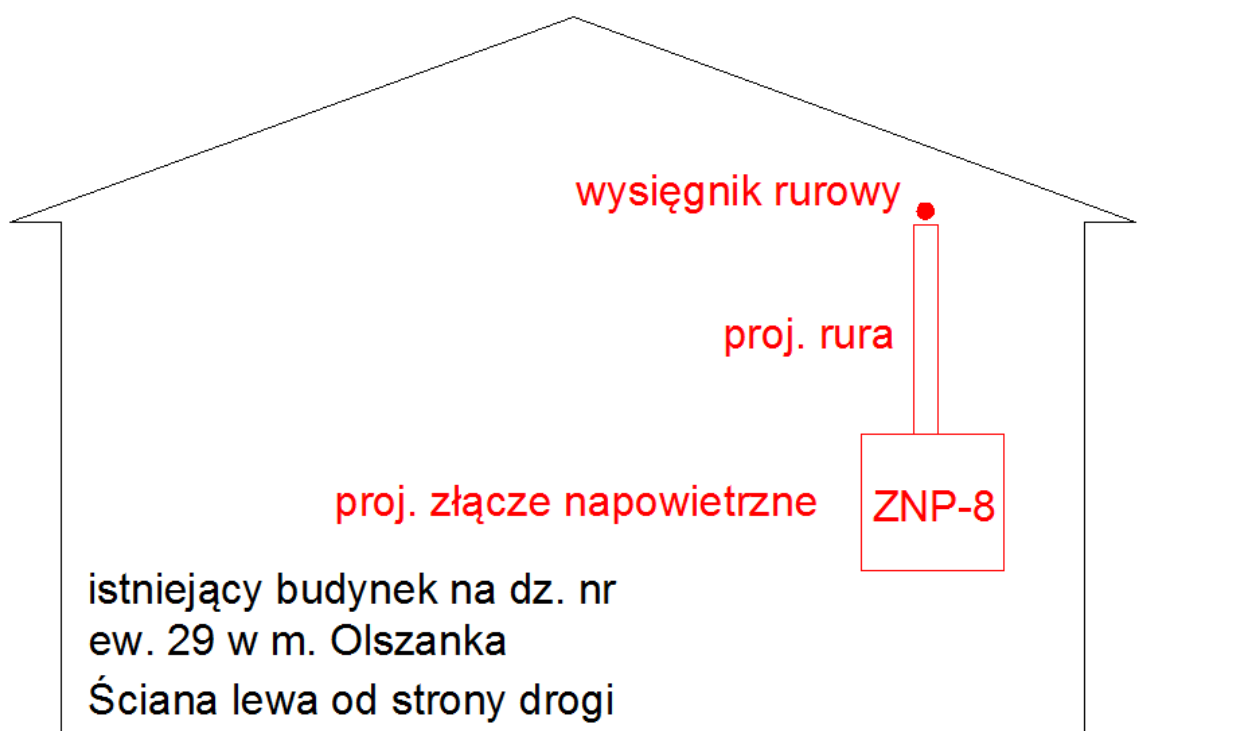 wysięgnik rurowy
proj. rura
proj. złącze napowietrzne
ZNP-8
istniejący budynek na dz. nr
ew. 29 w m. Olszanka
Ściana lewa od strony drogi